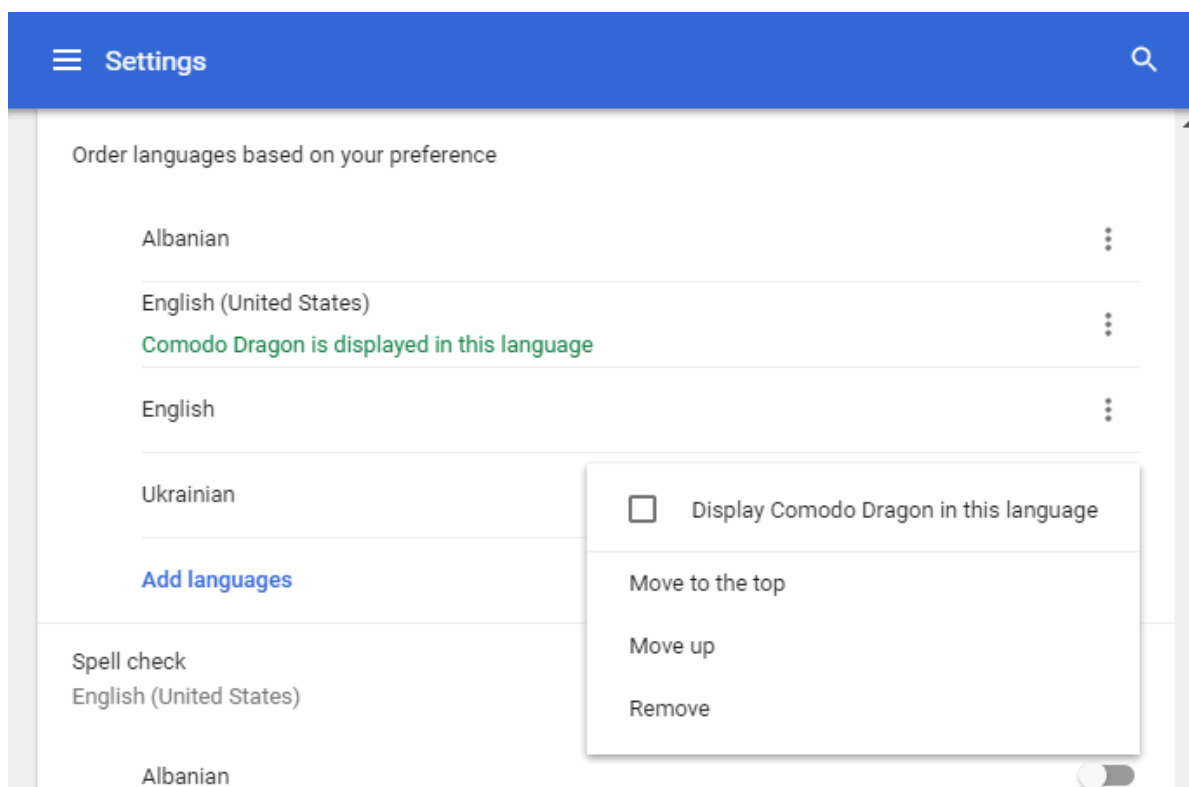 Settings
Order languages based on your preference
Albanian
English (United States)
Comodo Dragon is displayed in this language
English
Ukrainian
Display Comodo Dragon in this language
Add languages
Move to the top
Move up
Remove
Spell check
English (United States)
Albanian